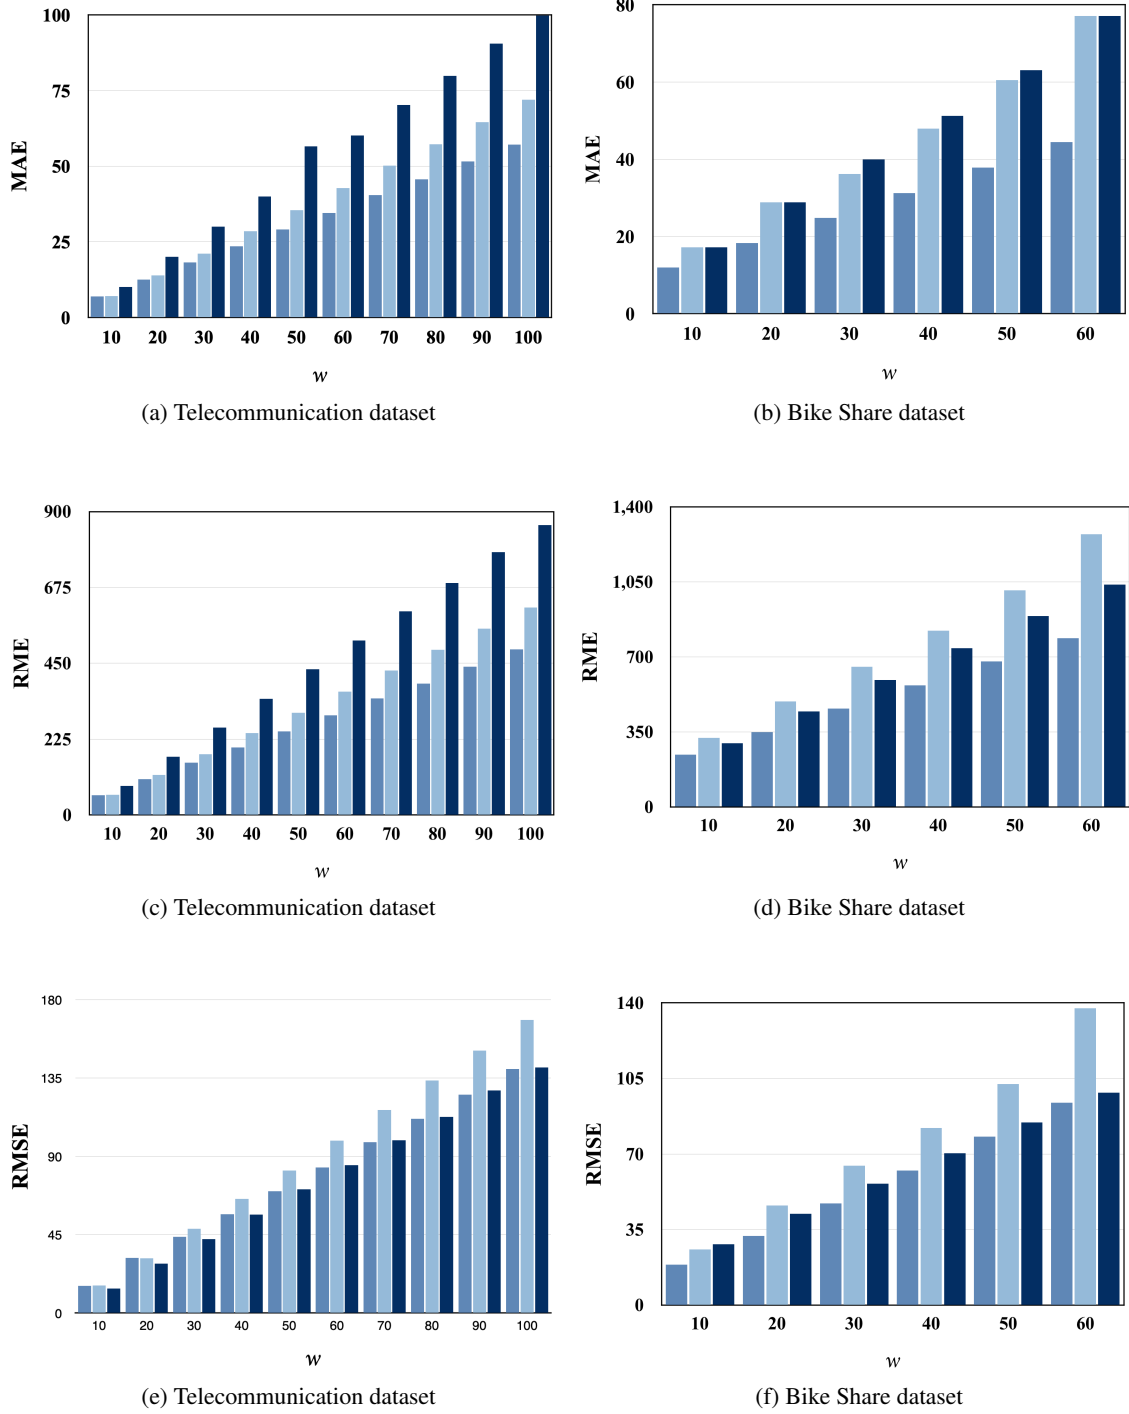 100
75
50
25
0
MAE
10 20 30 40 50 60 70 80 90 100
w
(a) Telecommunication dataset
80
60
40
20
0
MAE
10 20 30 40 50 60
w
(b) Bike Share dataset
900
675
450
225
0
RME
10 20 30 40 50 60 70 80 90 100
w
(c) Telecommunication dataset
1,400
1,050
700
350
0
RME
10 20 30 40 50 60
w
(d) Bike Share dataset
180
135
90
45
0
RMSE
10 20 30 40 50 60 70 80 90 100
w
(e) Telecommunication dataset
140
105
70
35
0
RMSE
10 20 30 40 50 60
w
(f) Bike Share dataset